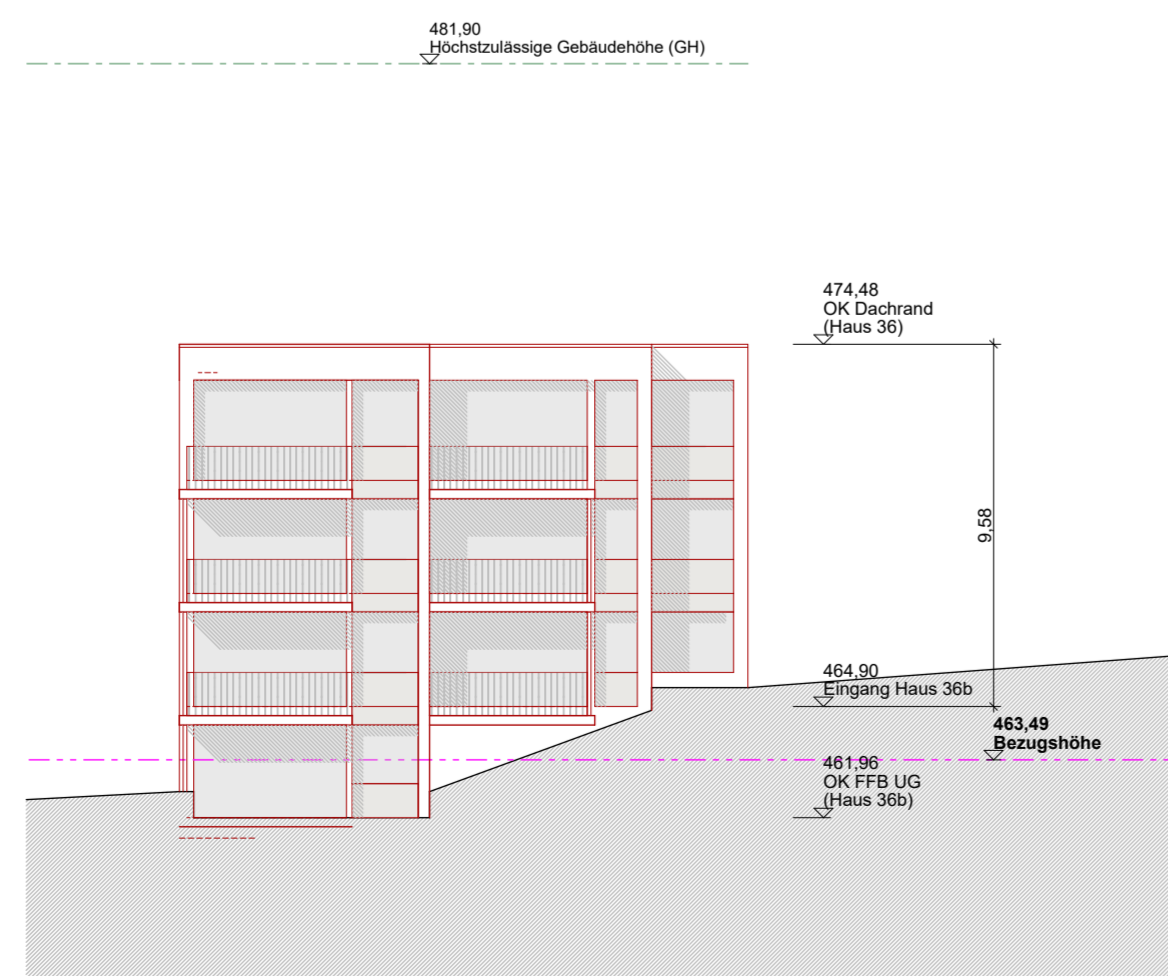 481,90
Höchstzulässige Gebäudehöhe (GH)
474,48
OK Dachrand
(Haus 36)
9,58
464,90
Eingang Haus 36b
463,49
Bezugshöhe
461,96
OK FFB UG
(Haus 36b)